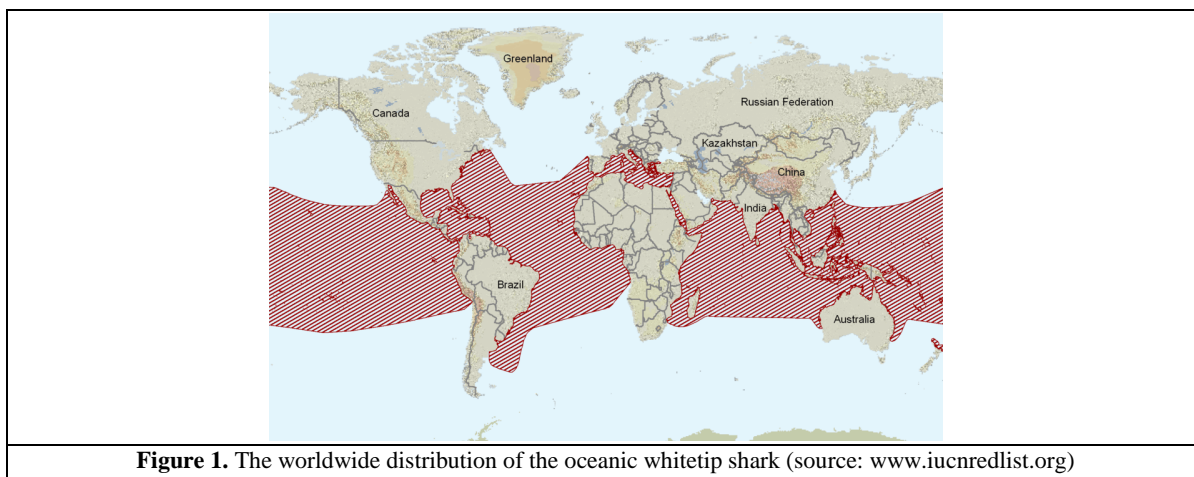 Greenland
Russian Federation
Canada
Kazakhstan
China
India
Brazil
Australia
Figure 1. The worldwide distribution of the oceanic whitetip shark (source: www.iucnredlist.org)